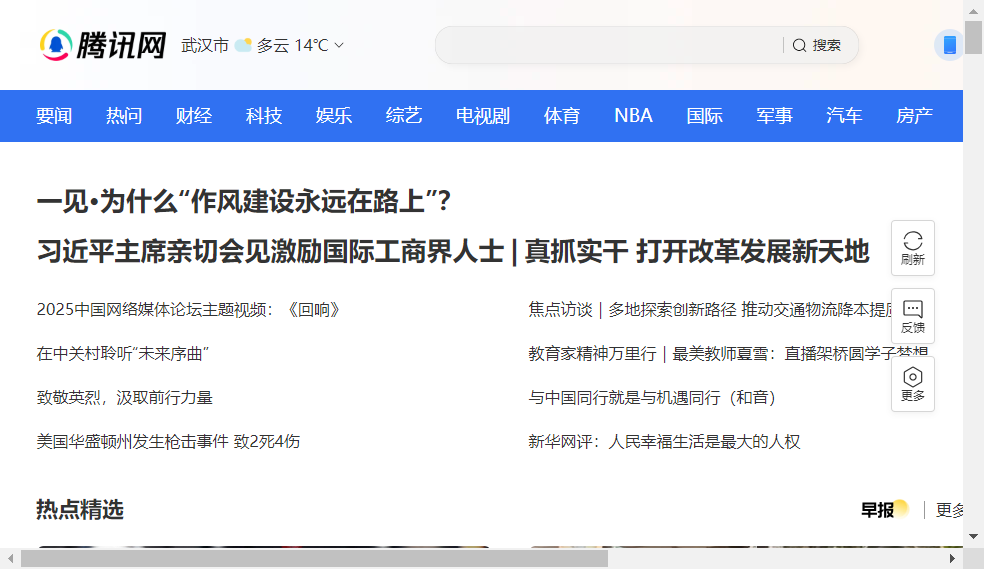 腾讯网 武汉市 多云 14℃ 搜索
要闻 热问 财经 科技 娱乐 综艺 电视剧 体育 NBA 国际 军事 汽车 房产
一见•为什么“作风建设永远在路上”？
习近平主席亲切会见激励国际工商界人士 | 真抓实干 打开改革发展新天地
刷新
2025中国网络媒体论坛主题视频：《回响》
焦点访谈｜多地探索创新路径 推动交通物流降本提质
反馈
在中关村聆听“未来序曲”
教育家精神万里行｜最美教师夏雪：直播架桥圆学子梦想
更多
致敬英烈，汲取前行力量
与中国同行就是与机遇同行（和音）
美国华盛顿州发生枪击事件 致2死4伤
新华网评：人民幸福生活是最大的人权
热点精选 早报 更多